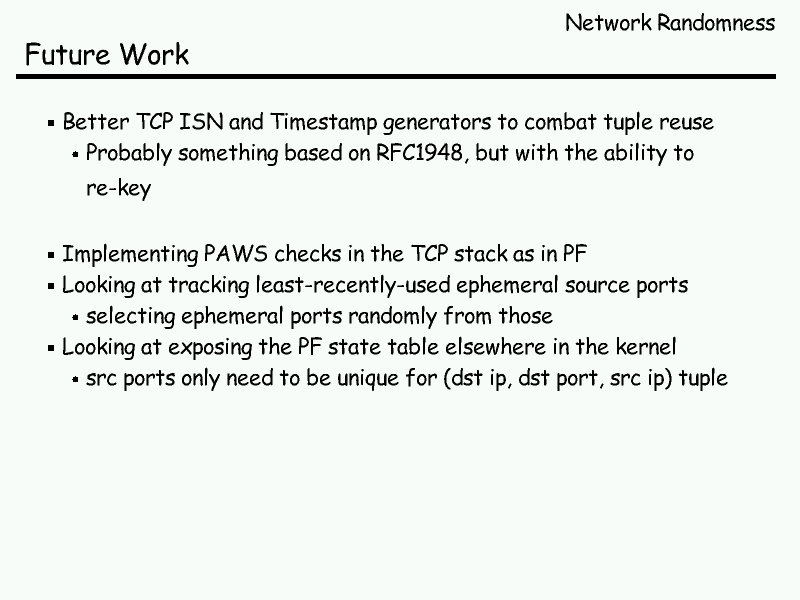 Network Randomness
Future Work
▪ Better TCP ISN and Timestamp generators to combat tuple reuse
▪ Probably something based on RFC1948, but with the ability to
re-key
▪ Implementing PAWS checks in the TCP stack as in PF
▪ Looking at tracking least-recently-used ephemeral source ports
▪ selecting ephemeral ports randomly from those
▪ Looking at exposing the PF state table elsewhere in the kernel
▪ src ports only need to be unique for (dst ip, dst port, src ip) tuple